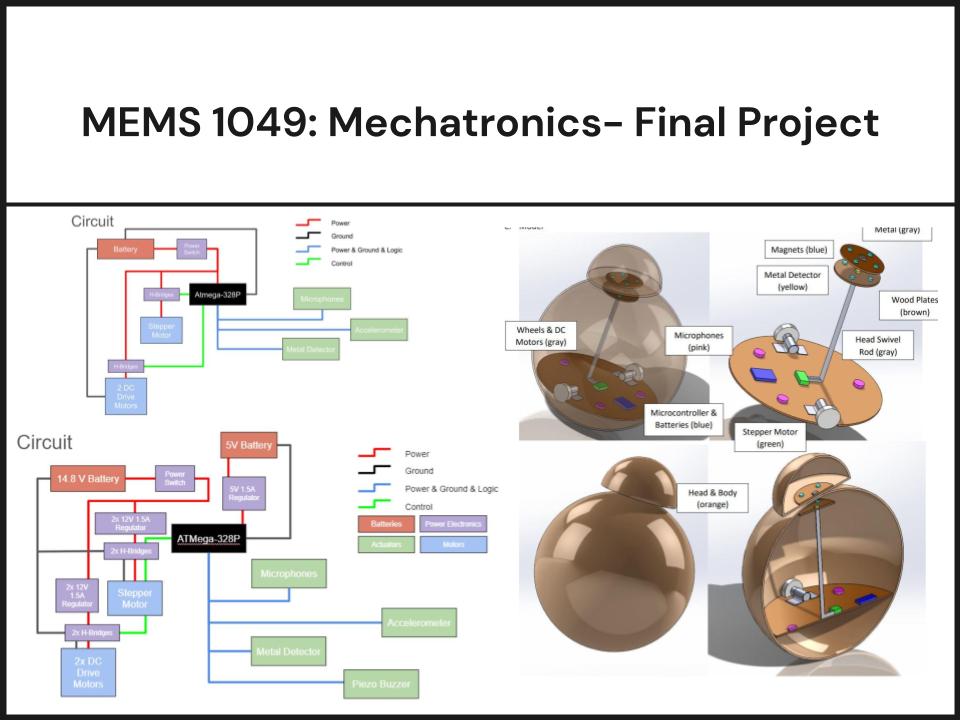 MEMS 1049: Mechatronics– Final Project
Circuit
Battery
Power
Switch
H-Bridges
Atmega-328P
Stepper
Motor
H-Bridges
2 DC
Drive
Motors
Microphones
Accelerometer
Metal Detector
Power
Ground
Power & Ground & Logic
Control
Circuit
5V Battery
14.8 V Battery
Power
Switch
5V 1.5A
Regulator
2x 12V 1.5A
Regulator
ATMega-328P
2x H-Bridges
2x 12V
1.5A
Regulator
Stepper
Motor
2x H-Bridges
2x DC
Drive
Motors
Microphones
Accelerometer
Metal Detector
Piezo Buzzer
Power
Ground
Power & Ground & Logic
Control
Batteries
Power Electronics
Actuators
Motors
Metal (gray)
Magnets (blue)
Metal Detector
(yellow)
Wood Plates
(brown)
Wheels & DC
Motors (gray)
Microphones
(pink)
Head Swivel
Rod (gray)
Microcontroller &
Batteries (blue)
Stepper Motor
(green)
Head & Body
(orange)